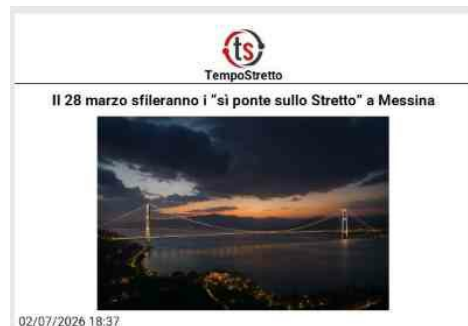 ts
TempoStretto
Il 28 marzo sfileranno i “sì ponte sullo Stretto” a Messina
02/07/2026 18:37